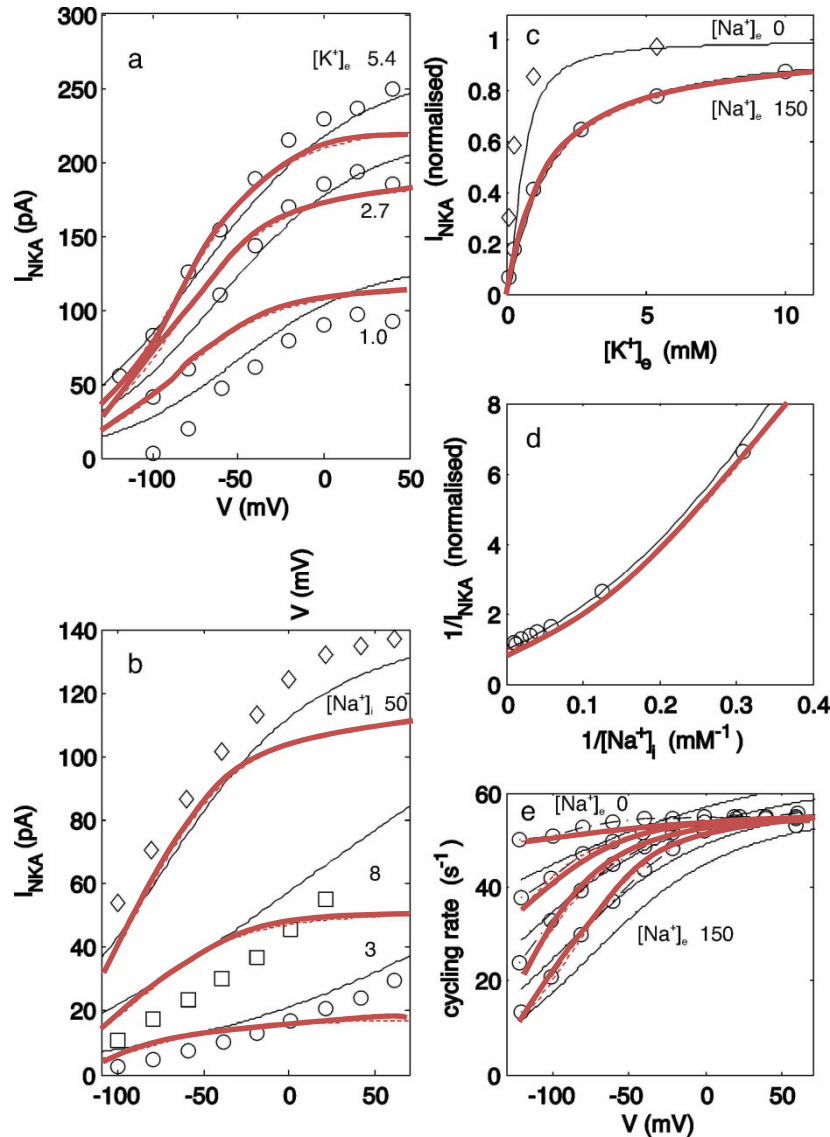 a
[K⁺]ₑ 5.4
2.7
1.0
300
250
200
150
100
50
0
I_NKA (pA)
-100
-50
0
50
V (mV)
V (mV)
b
[Na⁺]ᵢ 50
8
3
140
120
100
80
60
40
20
0
I_NKA (pA)
-100
-50
0
50
c
[Na⁺]ₑ 0
[Na⁺]ₑ 150
1
0.8
0.6
0.4
0.2
0
I_NKA (normalised)
0
5
10
[K⁺]ₑ (mM)
d
8
6
4
2
0
1/I_NKA (normalised)
0
0.1
0.2
0.3
0.4
1/[Na⁺]ᵢ (mM⁻¹)
e
[Na⁺]ₑ 0
[Na⁺]ₑ 150
60
40
20
0
cycling rate (s⁻¹)
-100
-50
0
50
V (mV)